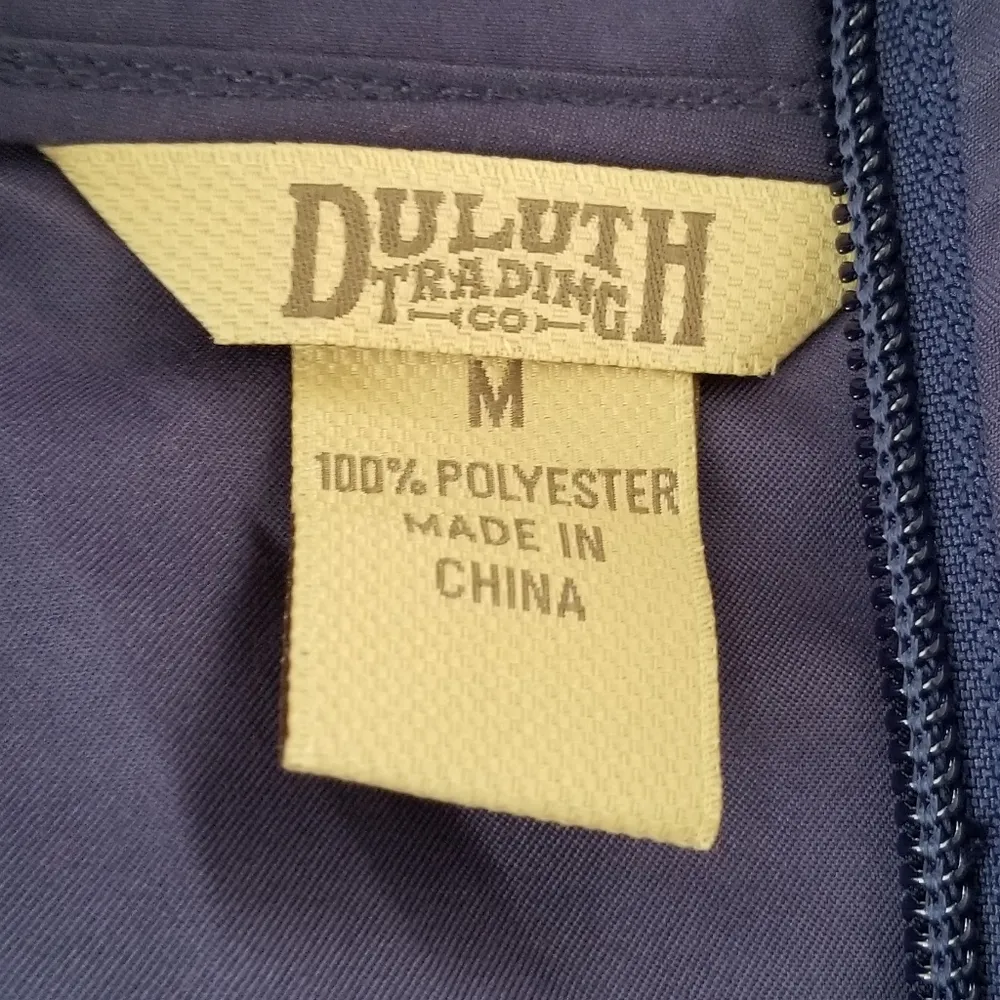 DULUTH
TRADING
CO
M
100% POLYESTER
MADE IN
CHINA